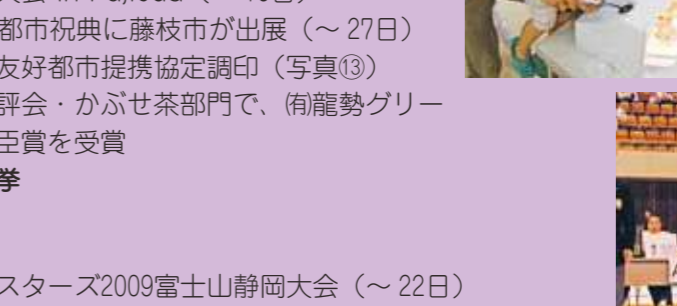 都市祝典に藤枝市が出展（～27日）
友好都市提携協定調印（写真⑬）
評会・かぶせ茶部門で、㈲龍勢グリー
臣賞を受賞
挙
スターズ2009富士山静岡大会（～22日）